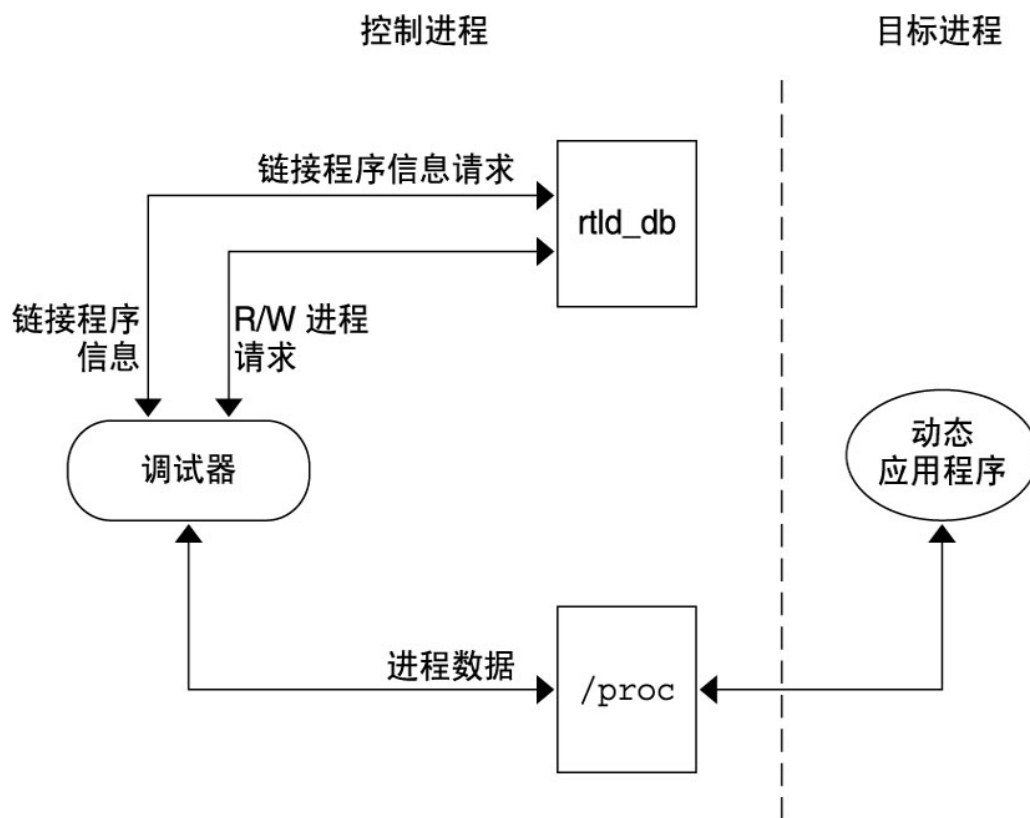 控制进程
目标进程
链接程序信息请求
rtld_db
链接程序
信息
R/W 进程
请求
调试器
动态
应用程序
进程数据
/proc